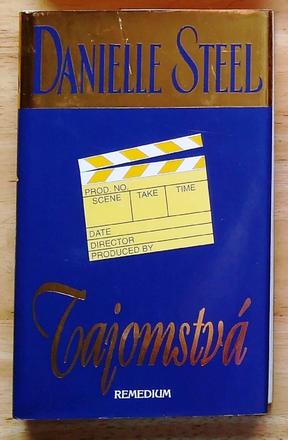 DANIELLE STEEL
PROD. NO.
SCENE TAKE TIME
DATE
DIRECTOR
PRODUCED BY
Tajomstvá
REMEDIUM